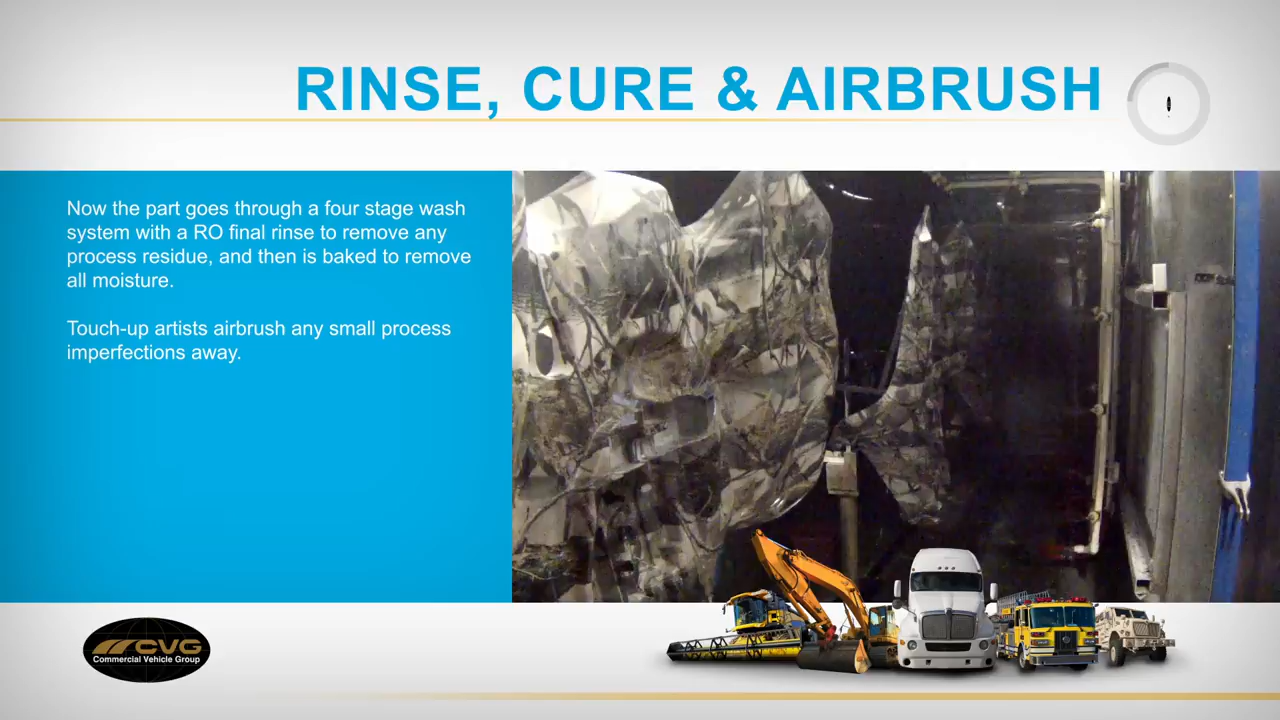 RINSE, CURE & AIRBRUSH
Now the part goes through a four stage wash
system with a RO final rinse to remove any
process residue, and then is baked to remove
all moisture.
Touch-up artists airbrush any small process
imperfections away.
CVG
Commercial Vehicle Group